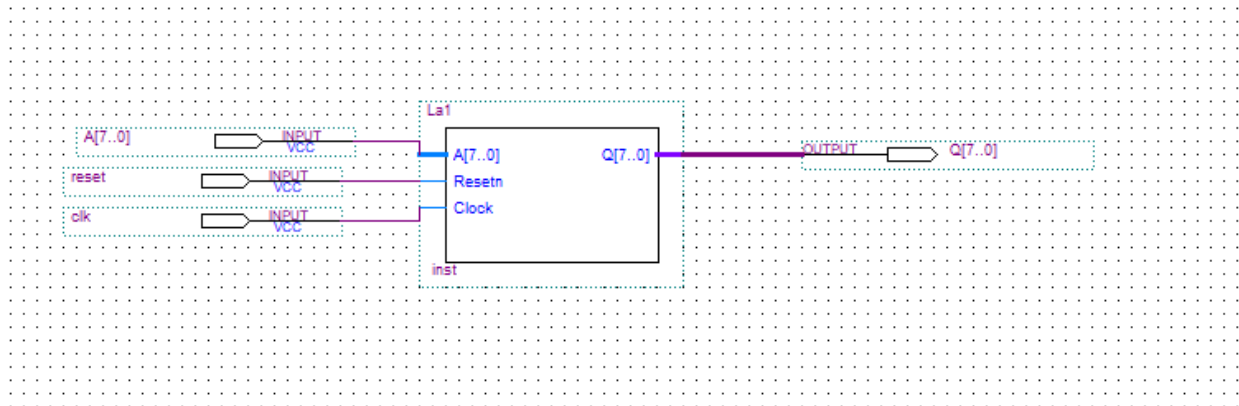 La1
A[7..0]
INPUT
VCC
A[7..0]
Q[7..0]
OUTPUT
Q[7..0]
reset
INPUT
VCC
Resetn
clk
INPUT
VCC
Clock
inst